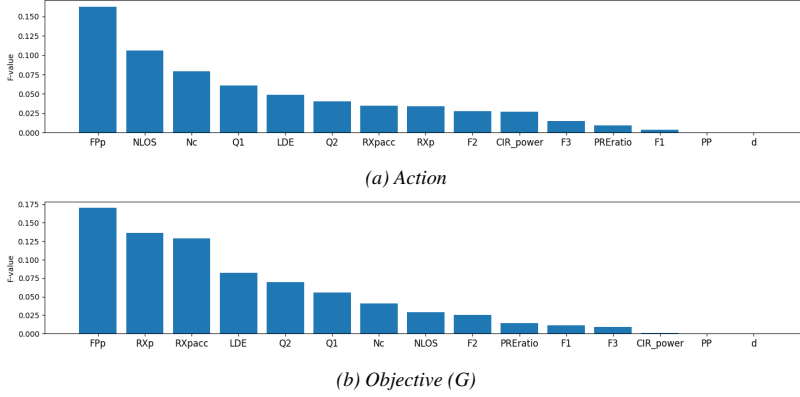 0.150
0.125
0.100
0.075
0.050
0.025
0.000
F-value
FPp NLOS Nc Q1 LDE Q2 RXpacc RXp F2 CIR_power F3 PREratio F1 PP d
(a) Action
0.175
0.150
0.125
0.100
0.075
0.050
0.025
0.000
F-value
FPp RXp RXpacc LDE Q2 Q1 Nc NLOS F2 PREratio F1 F3 CIR_power PP d
(b) Objective (G)